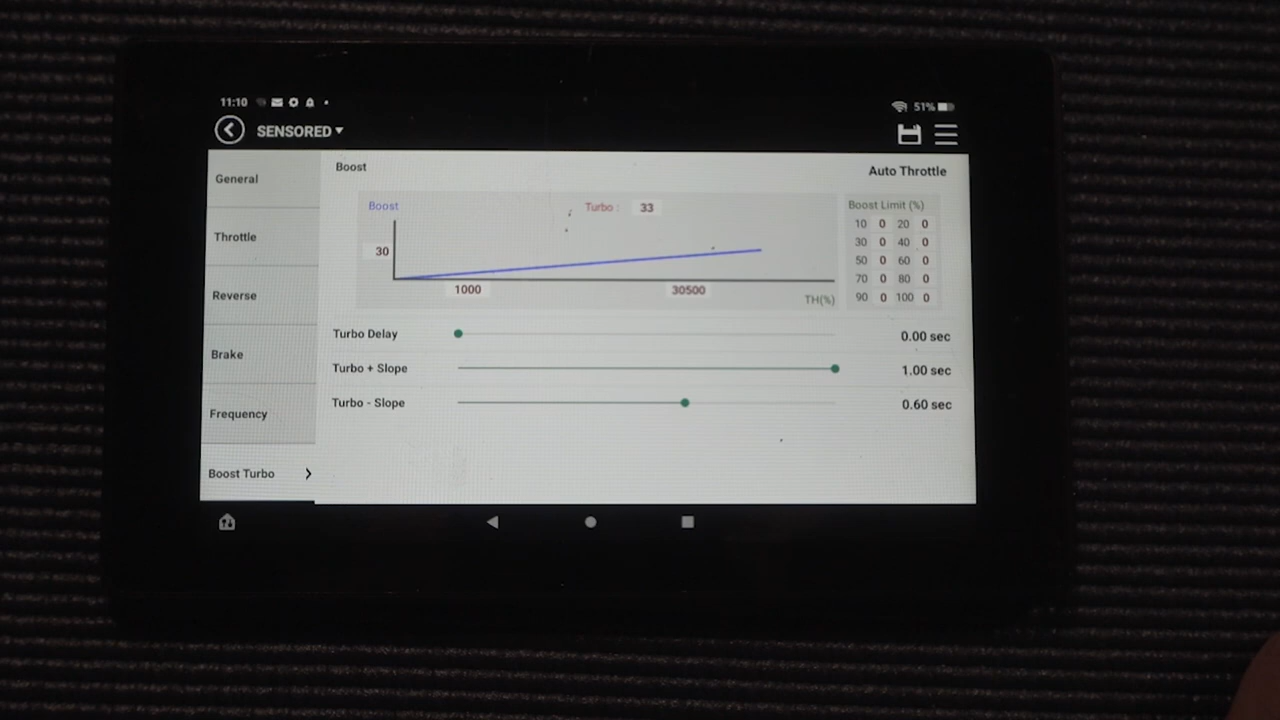 11:10
51%
SENSORED
General
Throttle
Reverse
Brake
Frequency
Boost Turbo
Boost
Auto Throttle
Boost
Turbo : 33
30
1000 30500
TH(%)
Boost Limit (%)
10 0 20 0
30 0 40 0
50 0 60 0
70 0 80 0
90 0 100 0
Turbo Delay 0.00 sec
Turbo + Slope 1.00 sec
Turbo - Slope 0.60 sec